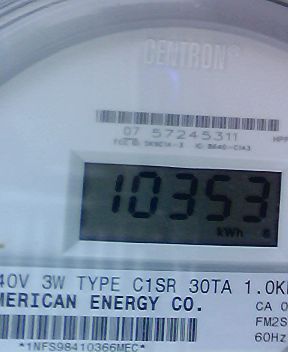 CENTRON®
07 57245311
10353
kWh
40V 3W TYPE C1SR 30TA 1.0K
MERICAN ENERGY CO.
CA 0
FM2S
60Hz
*1NFS98410366MEC*